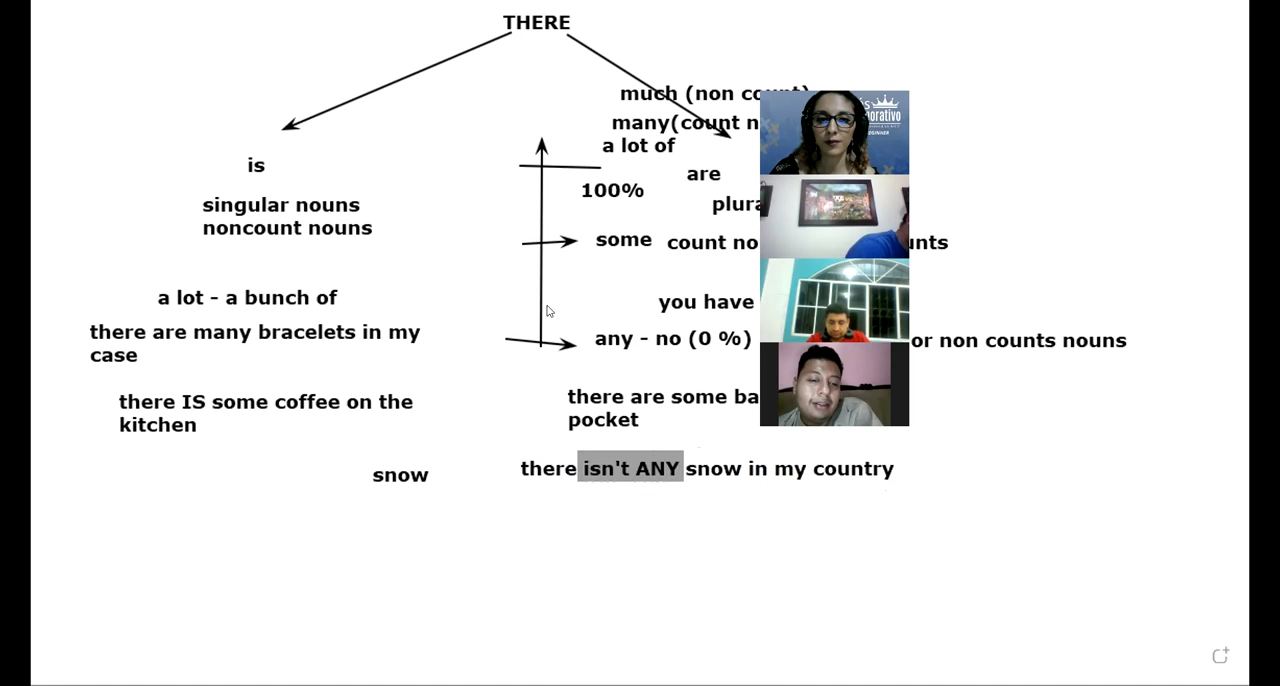 THERE
much (non count)
many(count n
a lot of
is
are
100%
singular nouns
plura
noncount nouns
some
count no
unts
a lot - a bunch of
you have
there are many bracelets in my
case
any - no (0 %)
or non counts nouns
there IS some coffee on the
kitchen
there are some ba
pocket
snow
there isn't ANY snow in my country